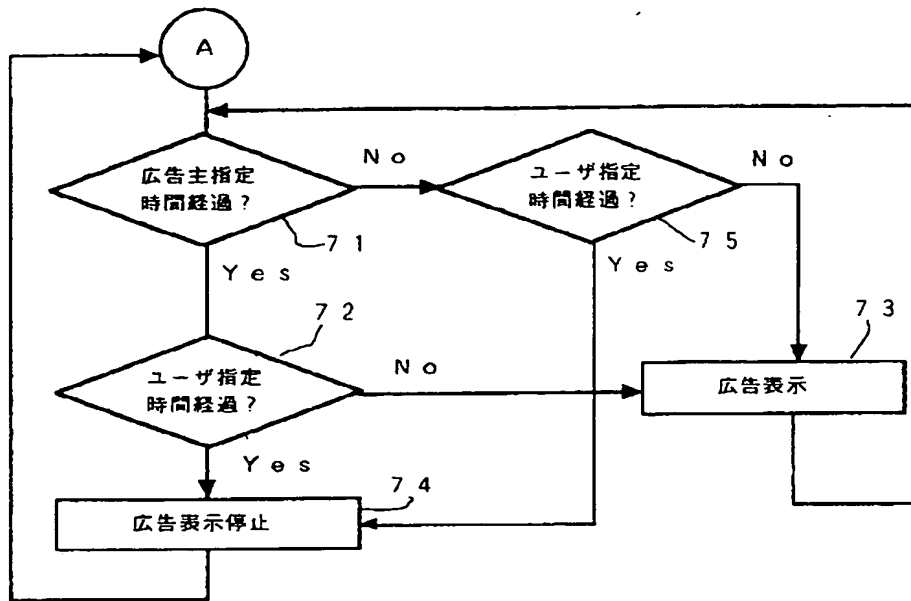 A
広告主指定
時間経過?
No
71
Yes
ユーザ指定
時間経過?
No
75
Yes
72
ユーザ指定
時間経過?
No
Yes
73
広告表示
74
広告表示停止